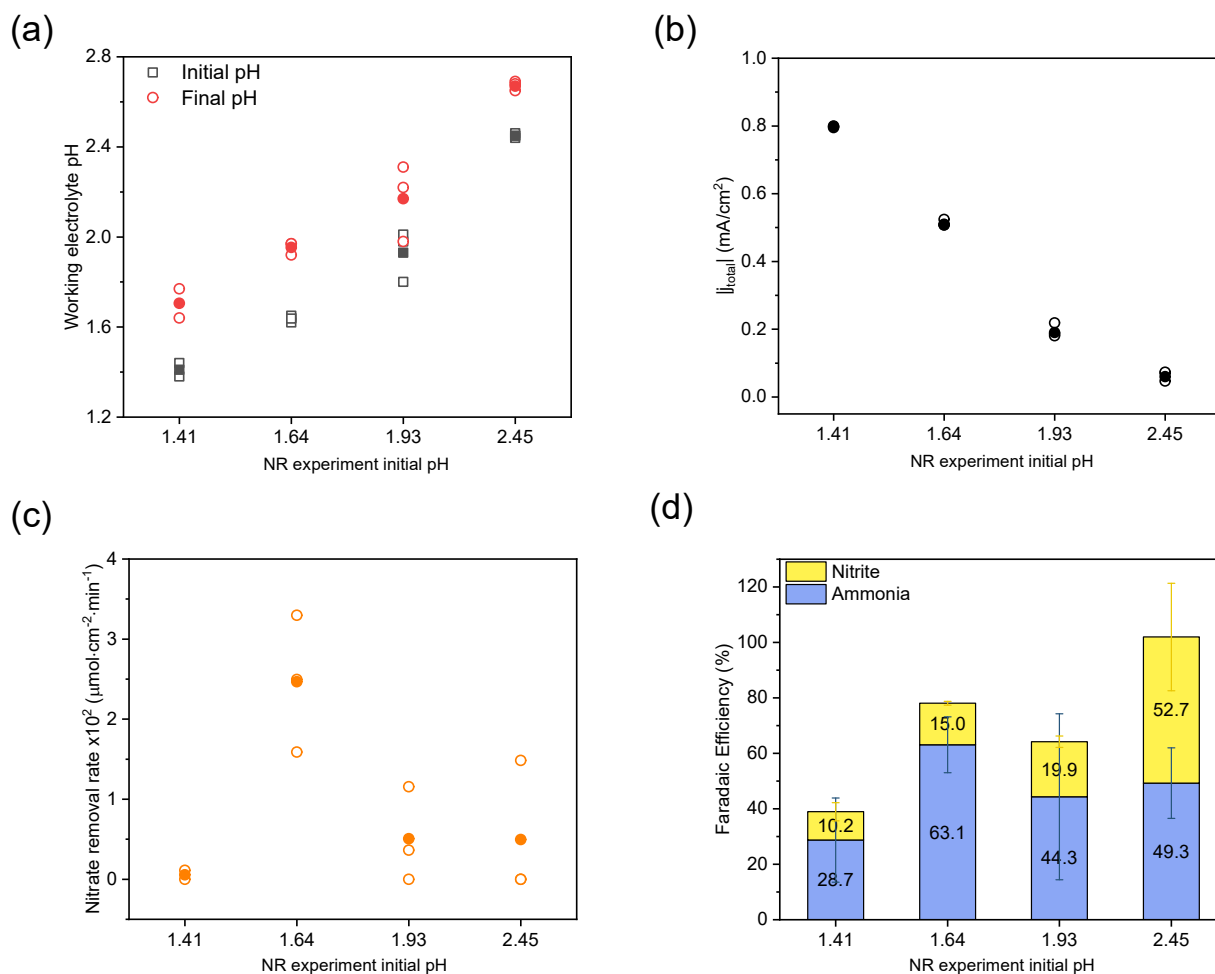 (a)
2.8
2.4
2.0
1.6
1.2
Working electrolyte pH
Initial pH
Final pH
1.41 1.64 1.93 2.45
NR experiment initial pH
(b)
1.0
0.8
0.6
0.4
0.2
0.0
|j_total| (mA/cm²)
1.41 1.64 1.93 2.45
NR experiment initial pH
(c)
4
3
2
1
0
Nitrate removal rate x10² (μmol·cm⁻²·min⁻¹)
1.41 1.64 1.93 2.45
NR experiment initial pH
(d)
120
100
80
60
40
20
0
Faradaic Efficiency (%)
Nitrite
Ammonia
10.2
28.7
15.0
63.1
19.9
44.3
52.7
49.3
1.41 1.64 1.93 2.45
NR experiment initial pH